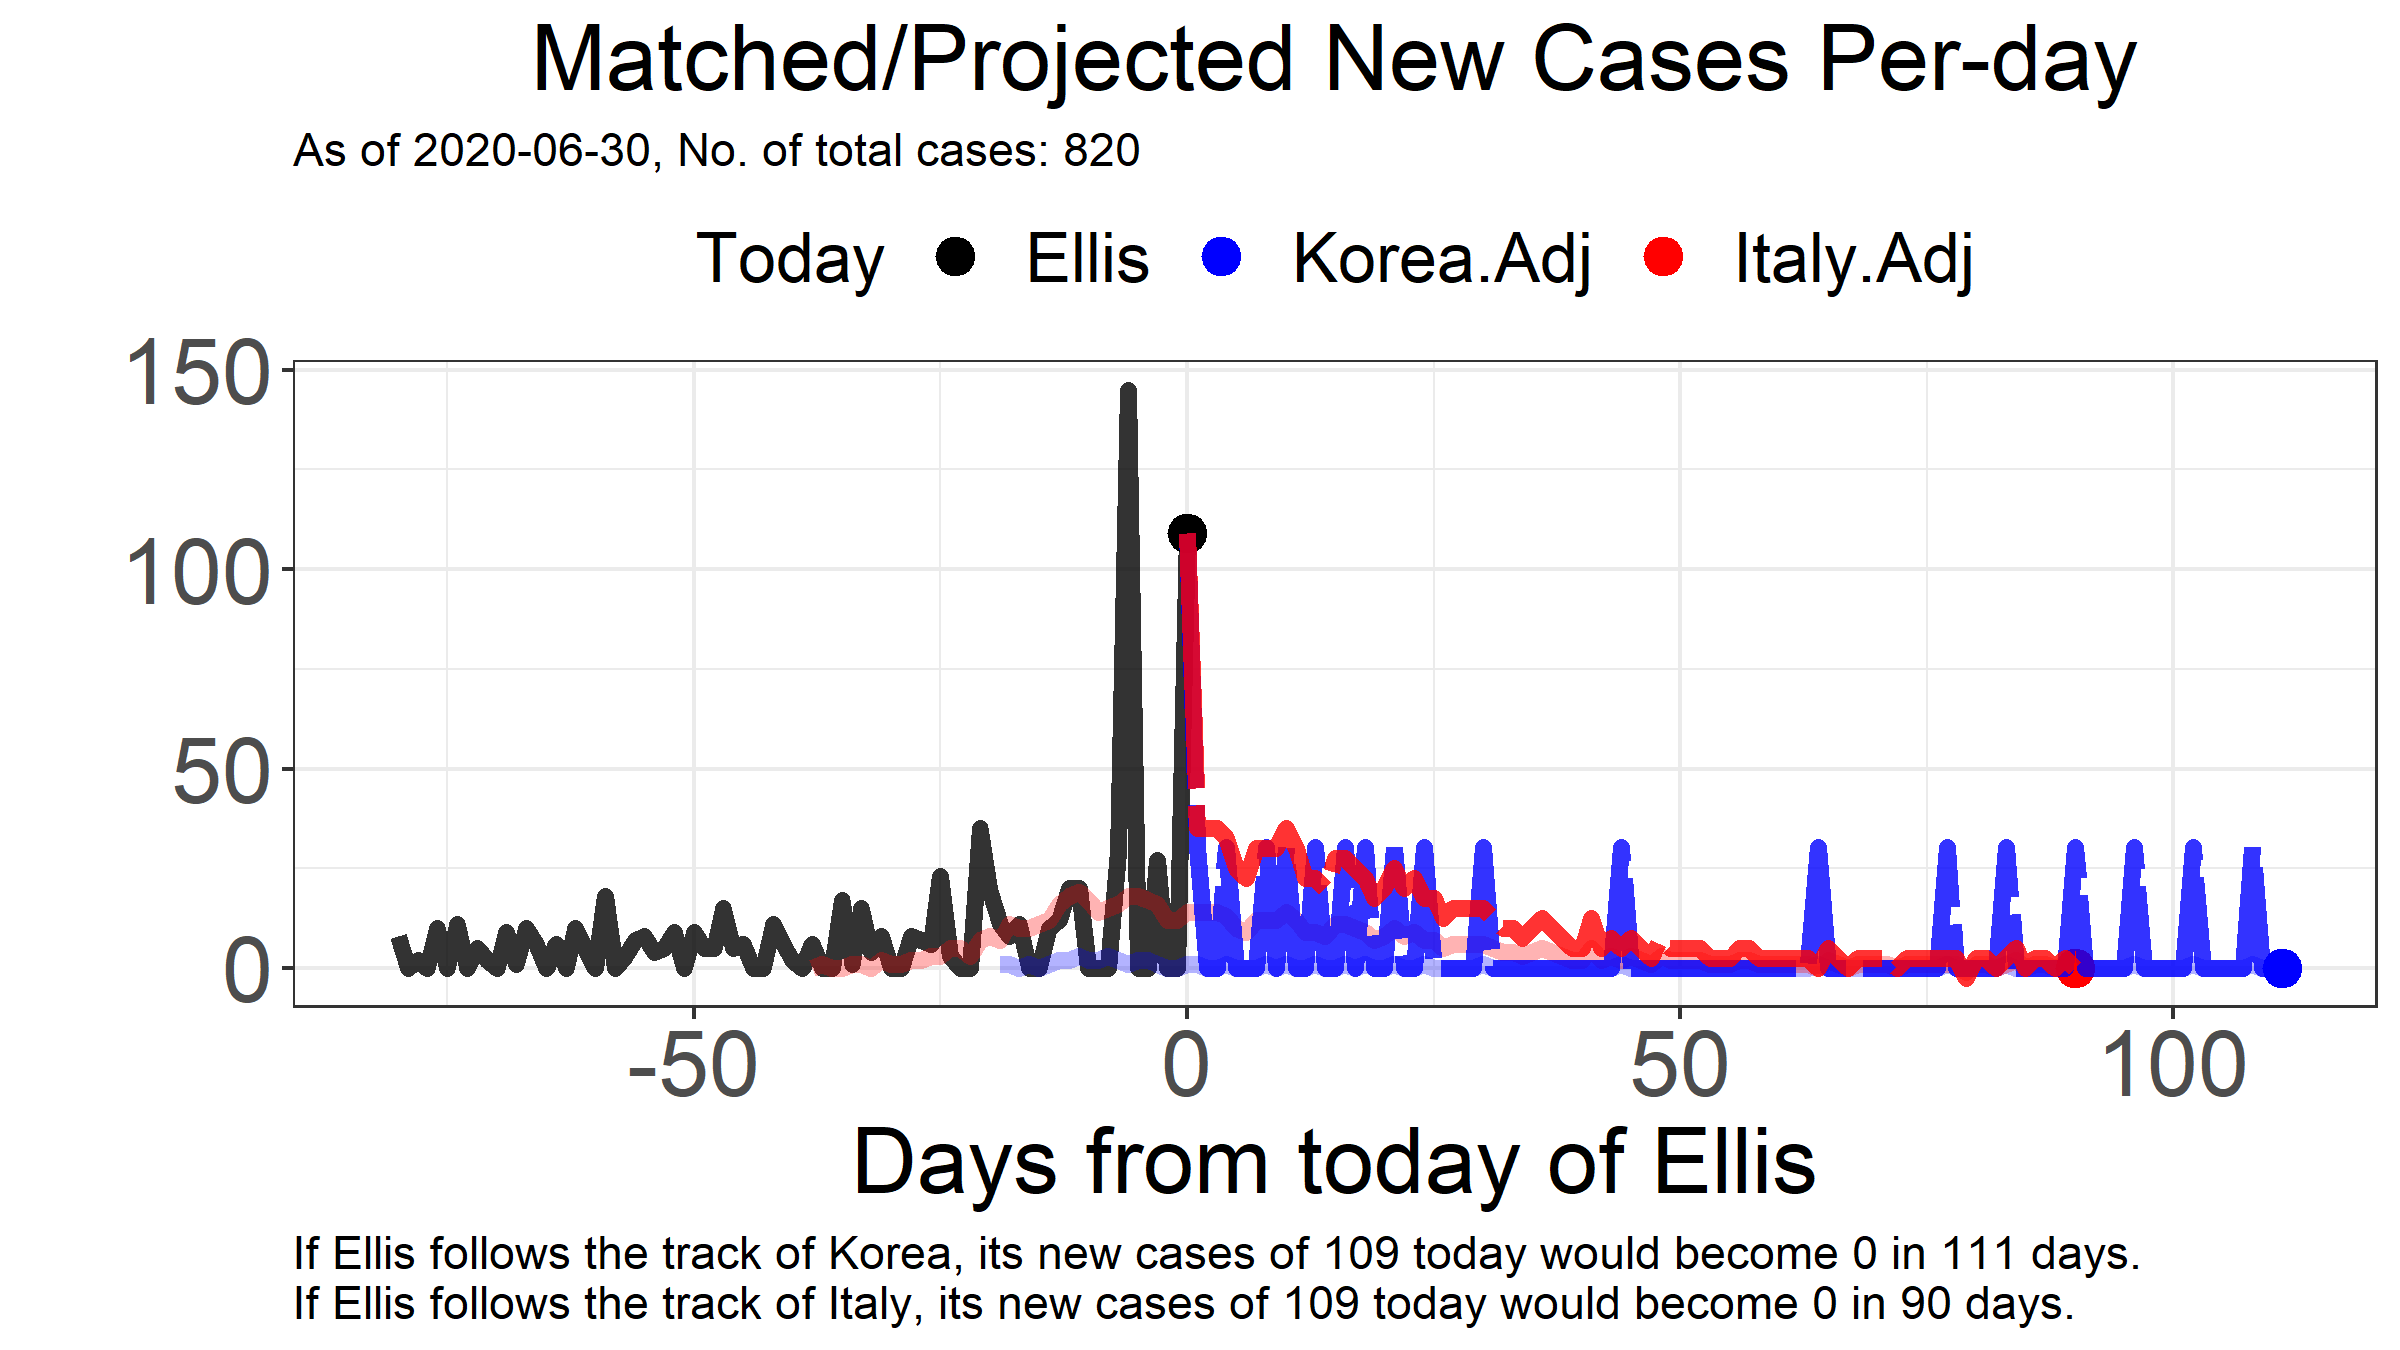 Matched/Projected New Cases Per-day
As of 2020-06-30, No. of total cases: 820
Today Ellis Korea.Adj Italy.Adj
150
100
50
0
-50 0 50 100
Days from today of Ellis
If Ellis follows the track of Korea, its new cases of 109 today would become 0 in 111 days.
If Ellis follows the track of Italy, its new cases of 109 today would become 0 in 90 days.